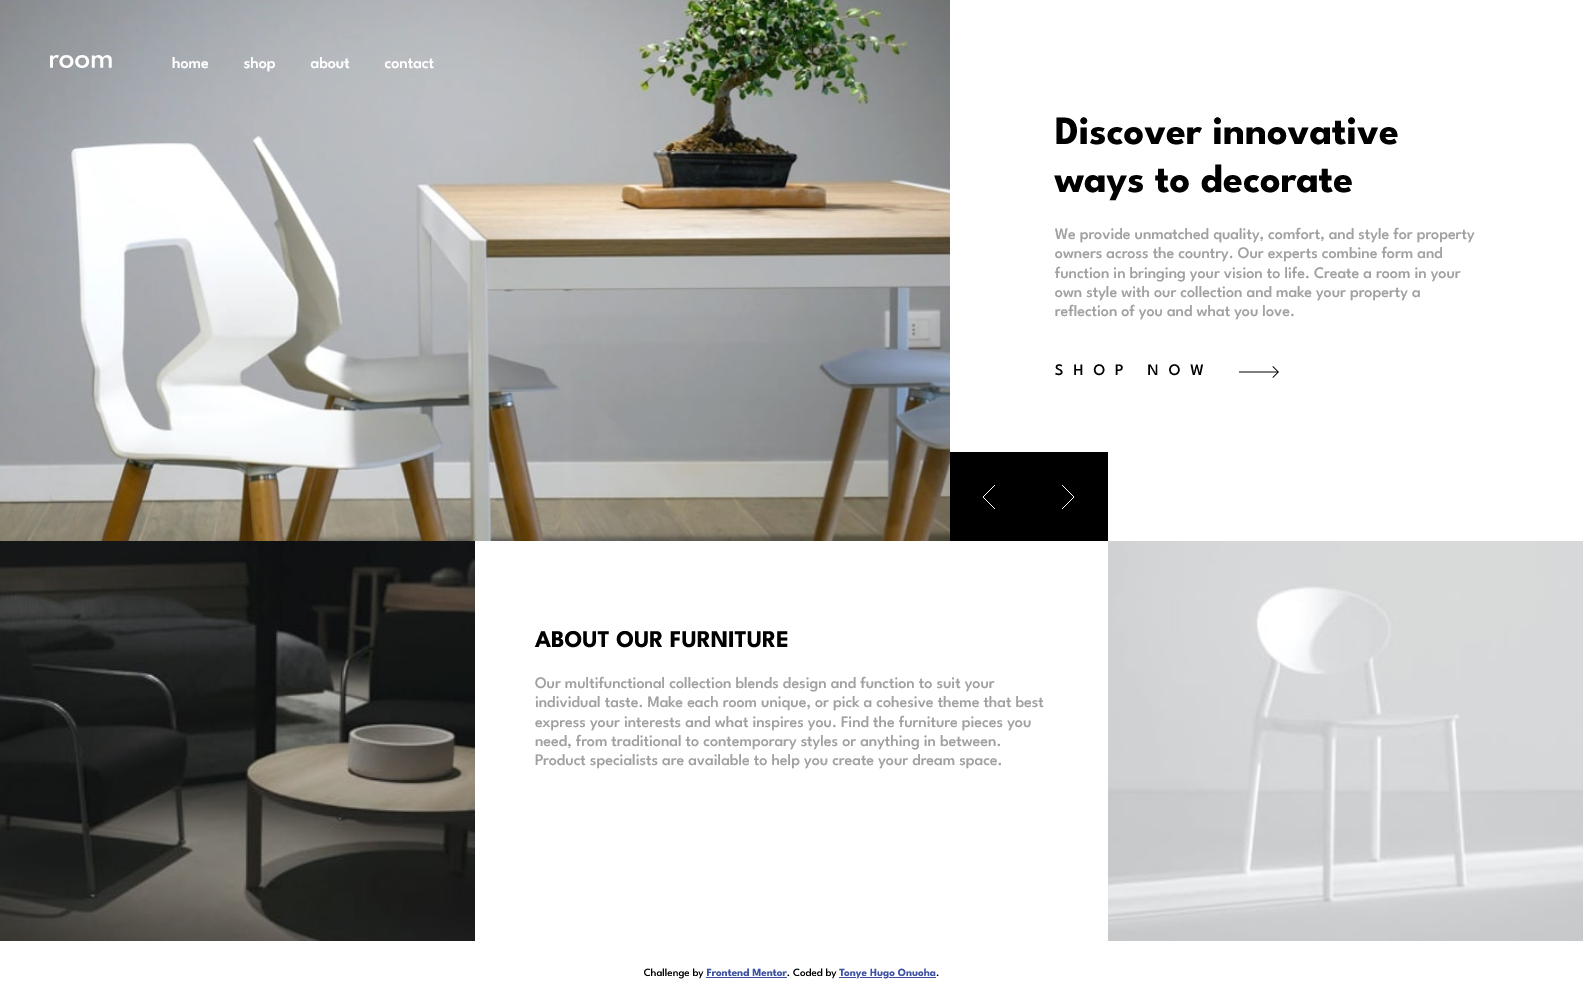 room
home shop about contact
Discover innovative
ways to decorate
We provide unmatched quality, comfort, and style for property
owners across the country. Our experts combine form and
function in bringing your vision to life. Create a room in your
own style with our collection and make your property a
reflection of you and what you love.
SHOP NOW
ABOUT OUR FURNITURE
Our multifunctional collection blends design and function to suit your
individual taste. Make each room unique, or pick a cohesive theme that best
express your interests and what inspires you. Find the furniture pieces you
need, from traditional to contemporary styles or anything in between.
Product specialists are available to help you create your dream space.
Challenge by Frontend Mentor. Coded by Tonye Hugo Onuoha.